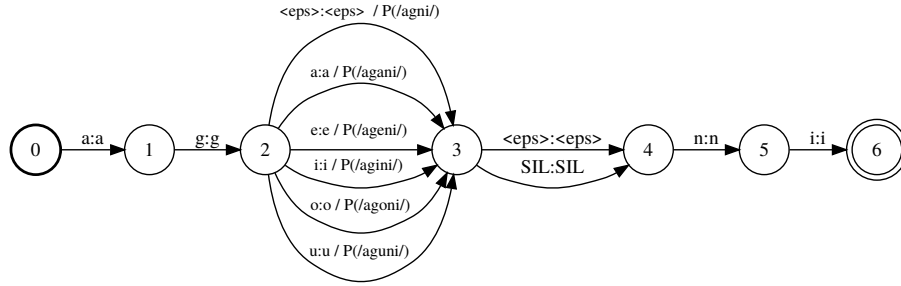 <eps>:<eps> / P(/agni/)
a:a / P(/agani/)
e:e / P(/ageni/)
i:i / P(/agini/)
o:o / P(/agoni/)
u:u / P(/aguni/)
0 a:a 1 g:g 2 3 <eps>:<eps> 4 n:n 5 i:i 6
SIL:SIL